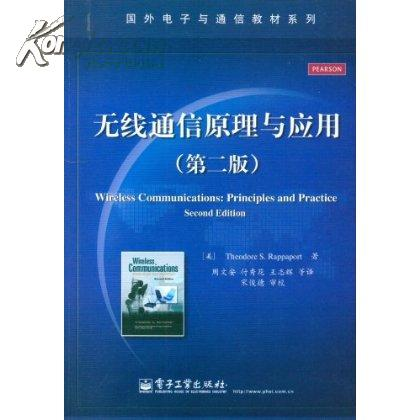 国外电子与通信教材系列
PEARSON
无线通信原理与应用
(第二版)
Wireless Communications: Principles and Practice
Second Edition
[美] Theodore S. Rappaport 著
周文安 付秀花 王志辉 等译
宋俊德 审校
Wireless
Communications
电子工业出版社
PUBLISHING HOUSE OF ELECTRONICS INDUSTRY
http://www.phei.com.cn